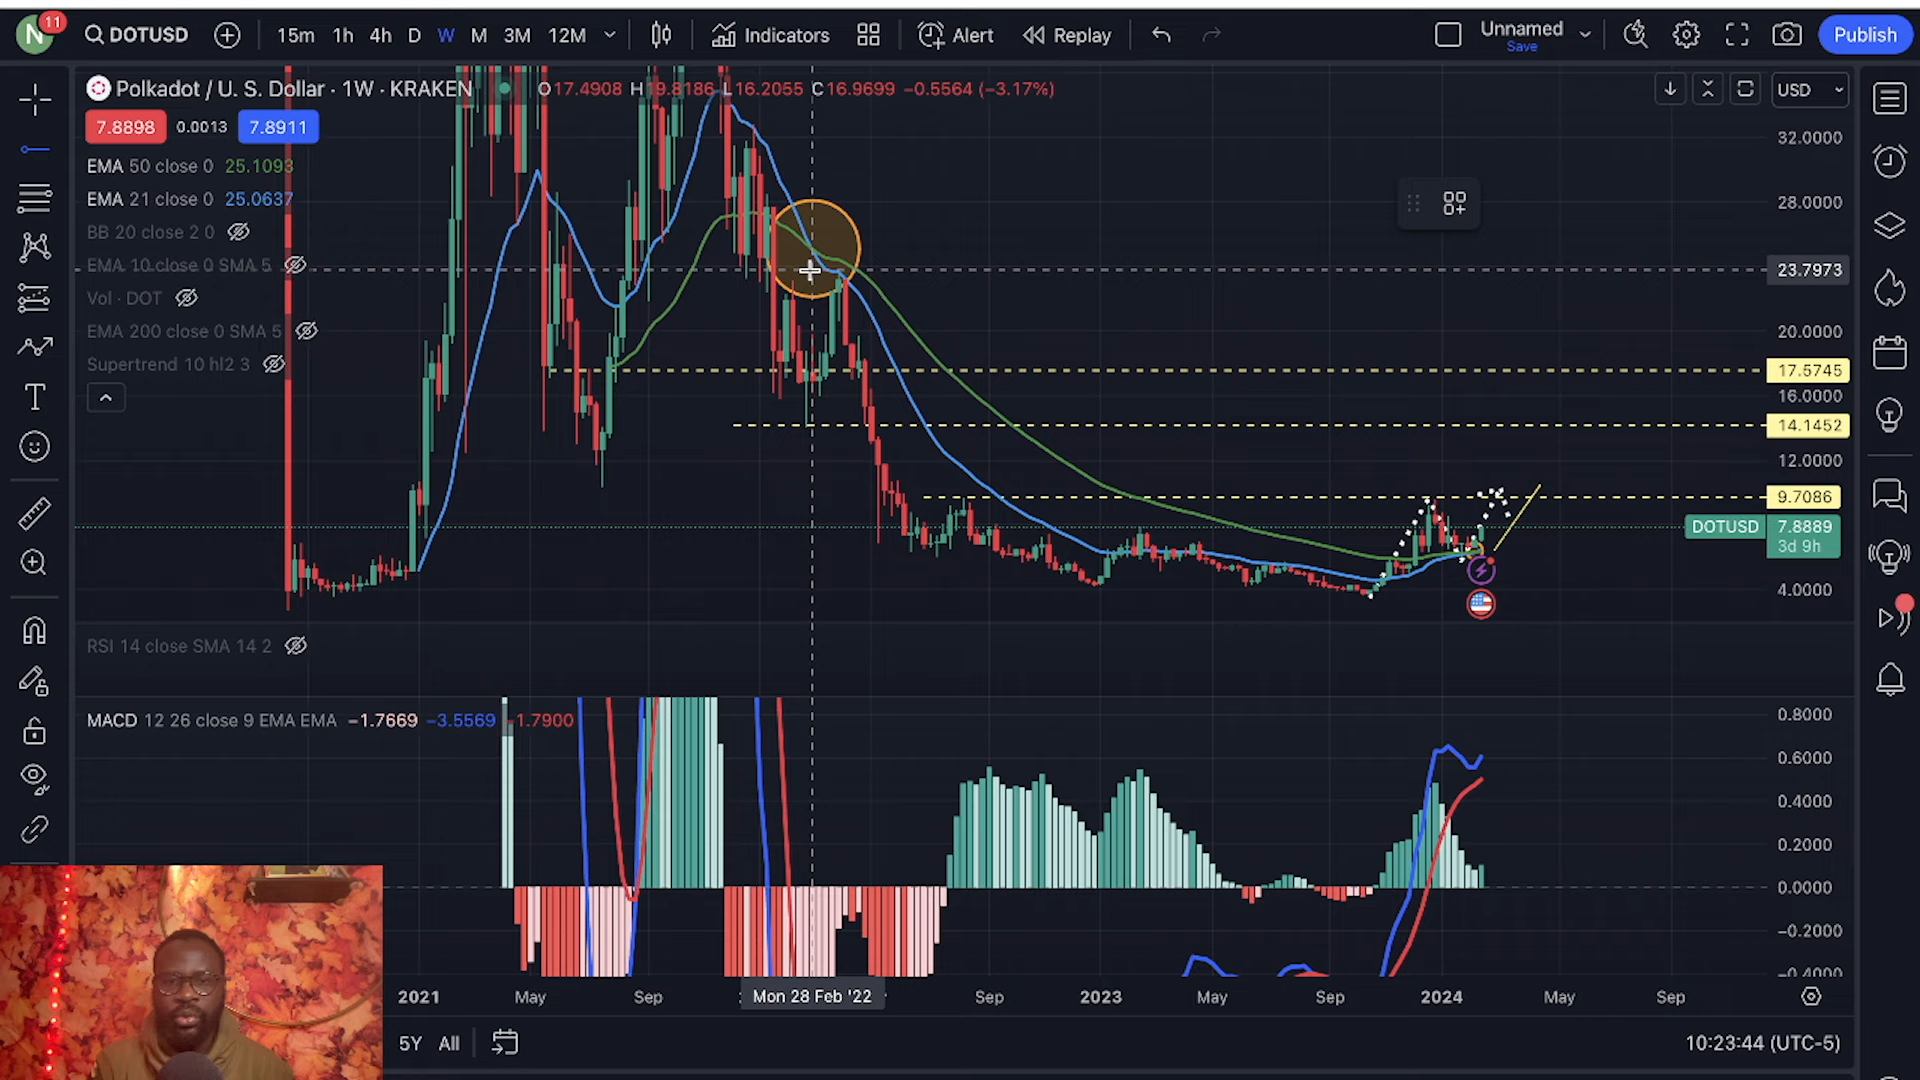 N 11 DOTUSD 15m 1h 4h D W M 3M 12M Indicators Alert Replay Unnamed Save Publish
Polkadot / U. S. Dollar · 1W · KRAKEN O17.4908 H19.8186 L16.2055 C16.9699 −0.5564 (−3.17%) USD
7.8898 0.0013 7.8911
EMA 50 close 0 25.1093
EMA 21 close 0 25.0637
BB 20 close 2 0
EMA 10 close 0 SMA 5
Vol · DOT
EMA 200 close 0 SMA 5
Supertrend 10 hl2 3
32.0000
28.0000
23.7973
20.0000
17.5745
16.0000
14.1452
12.0000
9.7086
DOTUSD 7.8889
3d 9h
4.0000
RSI 14 close SMA 14 2
MACD 12 26 close 9 EMA EMA −1.7669 −3.5569 −1.7900
0.8000
0.6000
0.4000
0.2000
0.0000
−0.2000
−0.4000
2021 May Sep Mon 28 Feb '22 Sep 2023 May Sep 2024 May Sep
5Y All 10:23:44 (UTC-5)